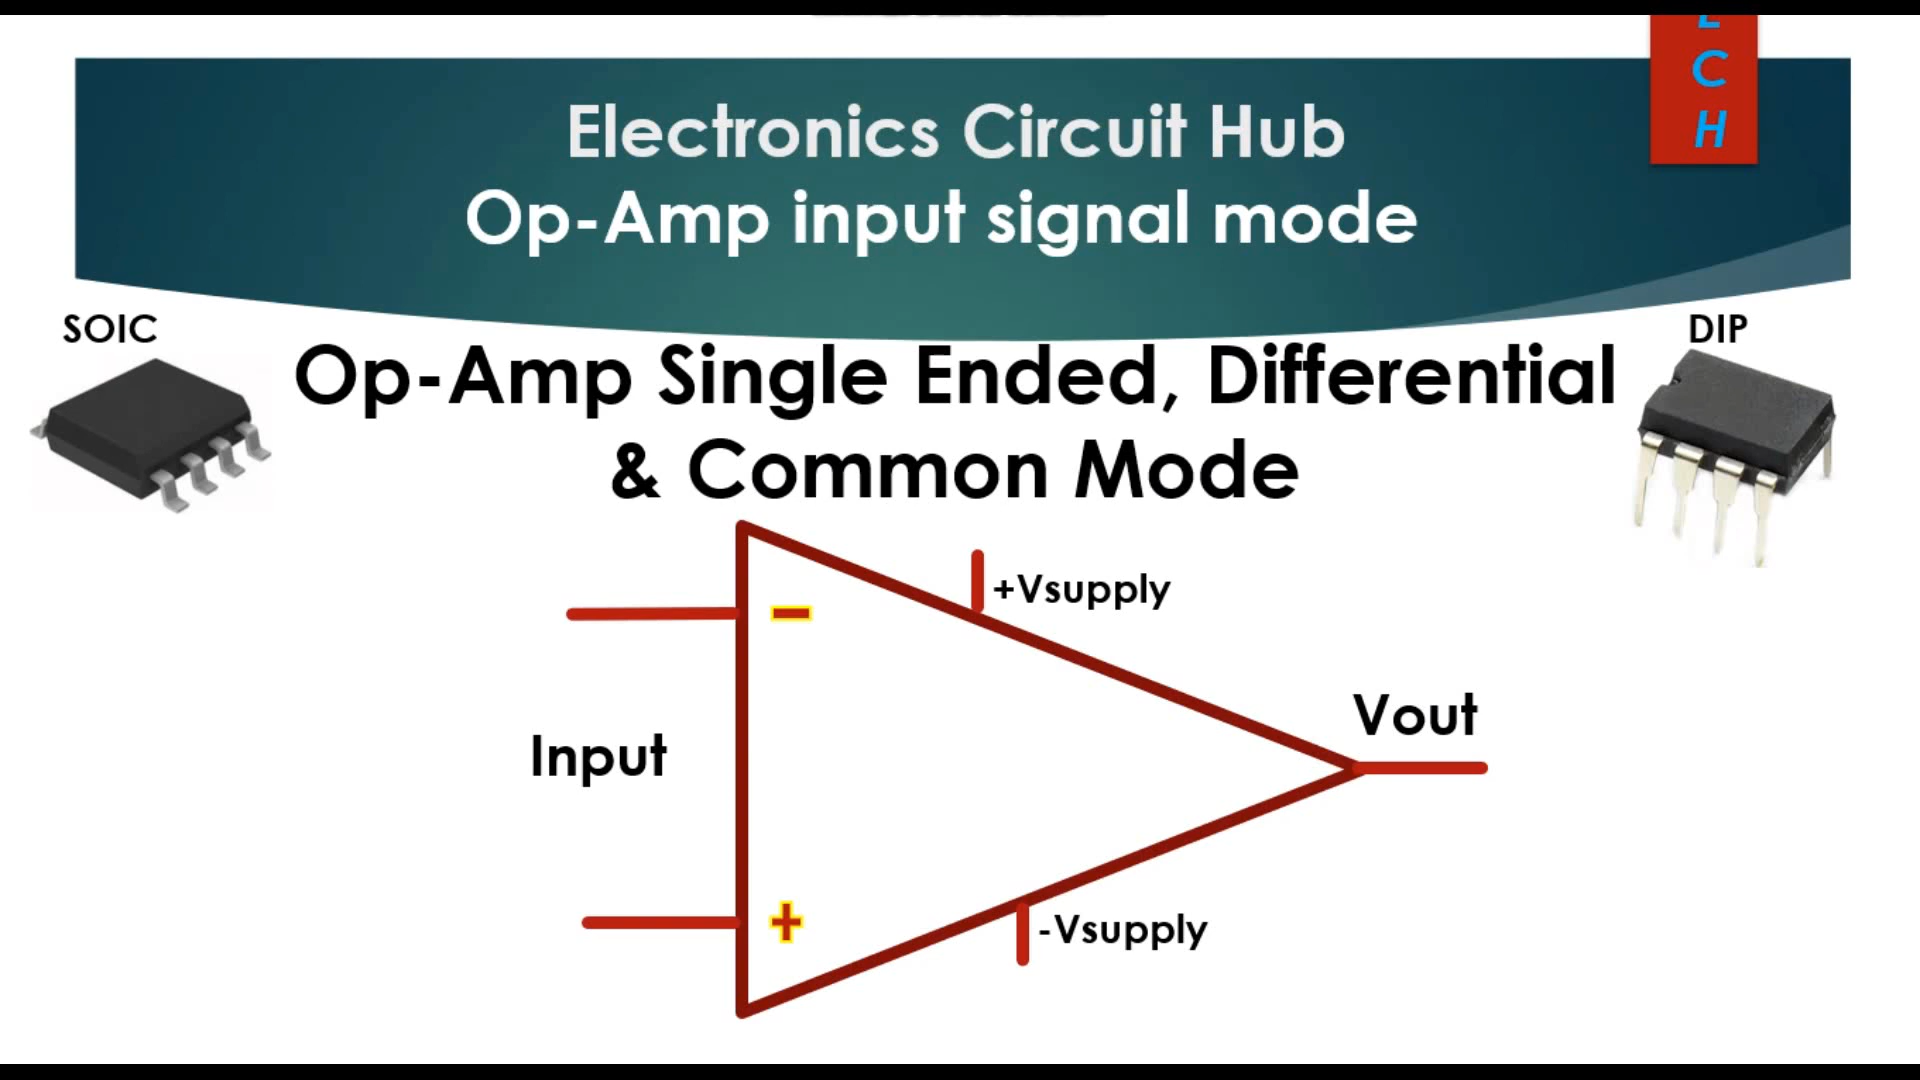 E
C
H
Electronics Circuit Hub
Op-Amp input signal mode
SOIC
DIP
Op-Amp Single Ended, Differential
& Common Mode
+Vsupply
−
Vout
Input
+
-Vsupply